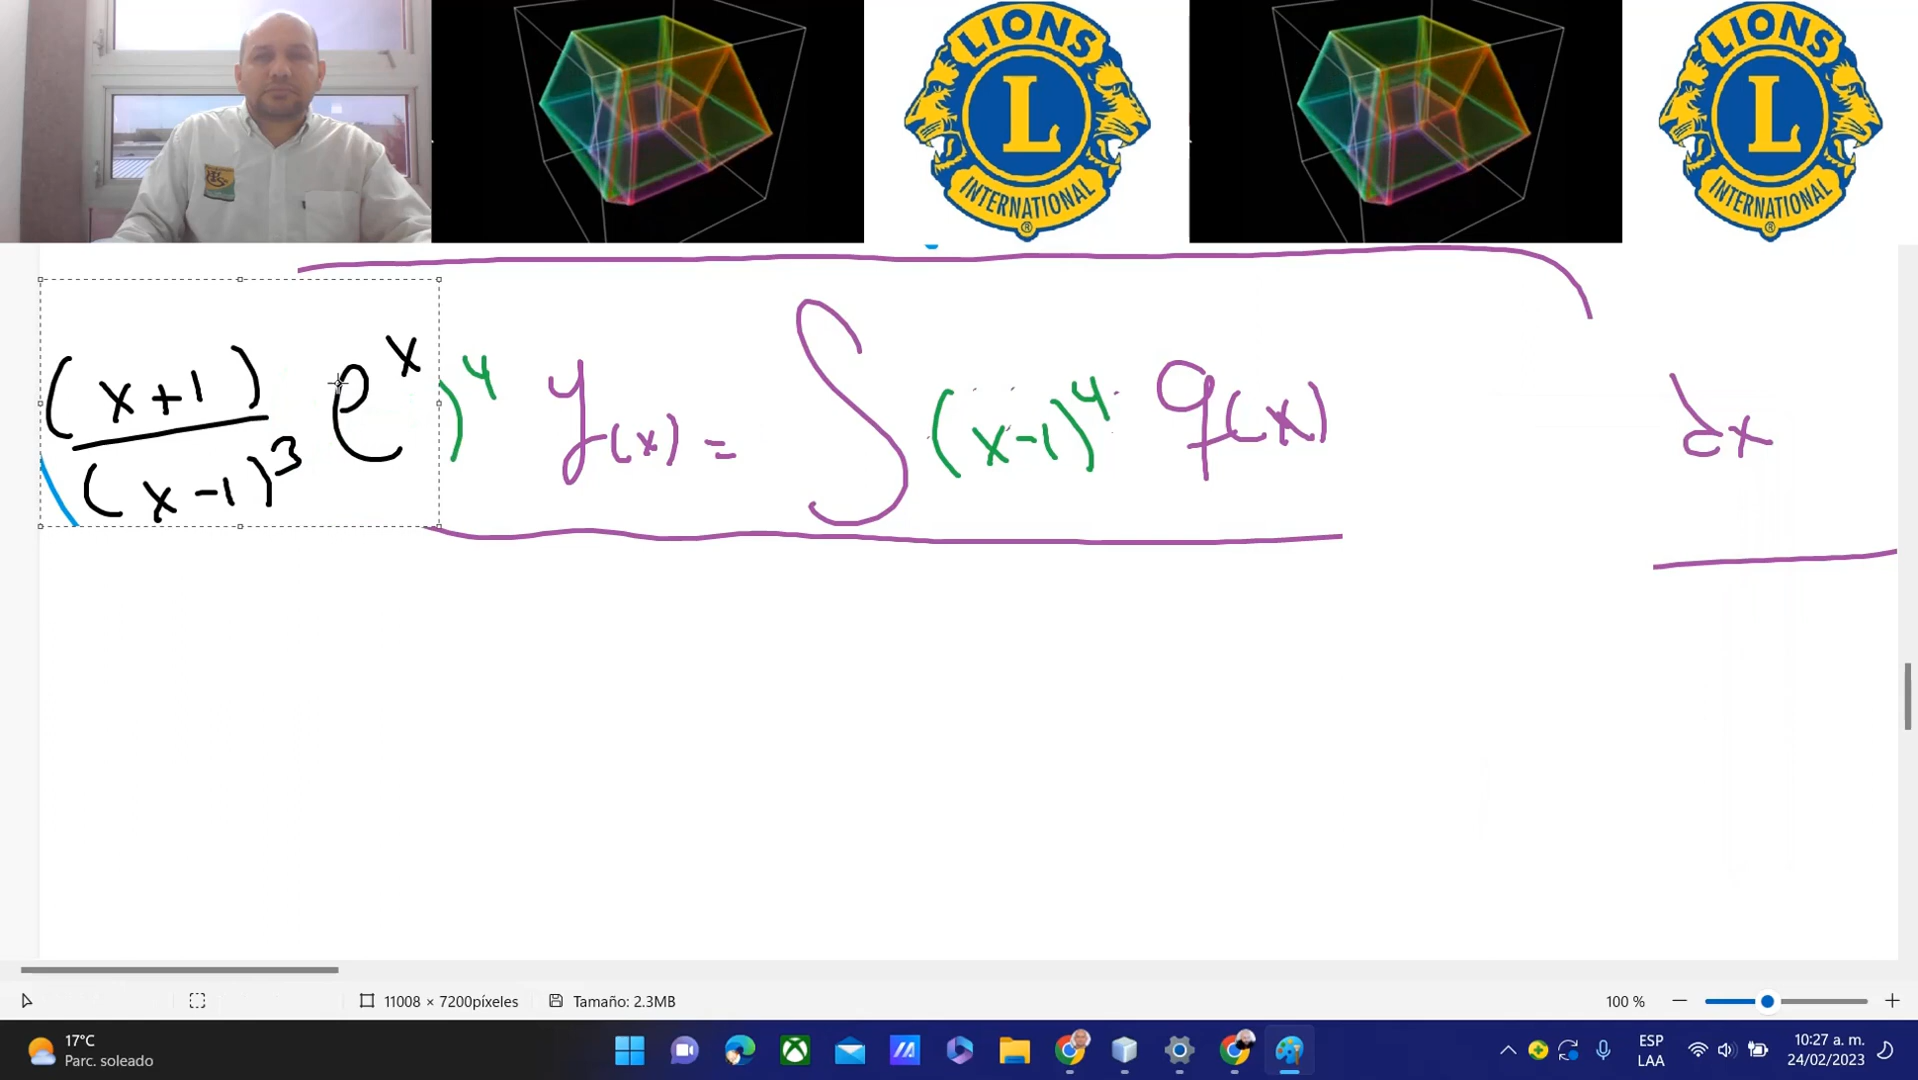 LIONS
L
INTERNATIONAL
®
LIONS
L
INTERNATIONAL
®
(x+1) e^x )^4 y(x) = ∫ (x-1)^4 · q(x) dx
(x-1)^3
11008 × 7200píxeles
Tamaño: 2.3MB
100 %
17°C
Parc. soleado
ESP
LAA
10:27 a. m.
24/02/2023